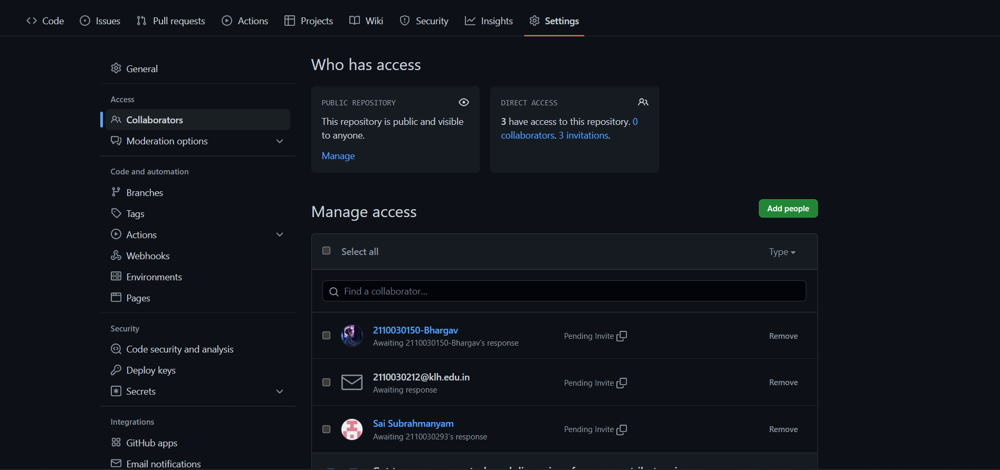 Code Issues Pull requests Actions Projects Wiki Security Insights Settings
General
Access
Collaborators
Moderation options
Code and automation
Branches
Tags
Actions
Webhooks
Environments
Pages
Security
Code security and analysis
Deploy keys
Secrets
Integrations
GitHub apps
Email notifications
Who has access
PUBLIC REPOSITORY
This repository is public and visible
to anyone.
Manage
DIRECT ACCESS
3 have access to this repository. 0
collaborators. 3 invitations.
Manage access
Add people
Select all
Type
Find a collaborator...
2110030150-Bhargav
Awaiting 2110030150-Bhargav's response
Pending Invite
Remove
2110030212@klh.edu.in
Awaiting response
Pending Invite
Remove
Sai Subrahmanyam
Awaiting 2110030293's response
Pending Invite
Remove